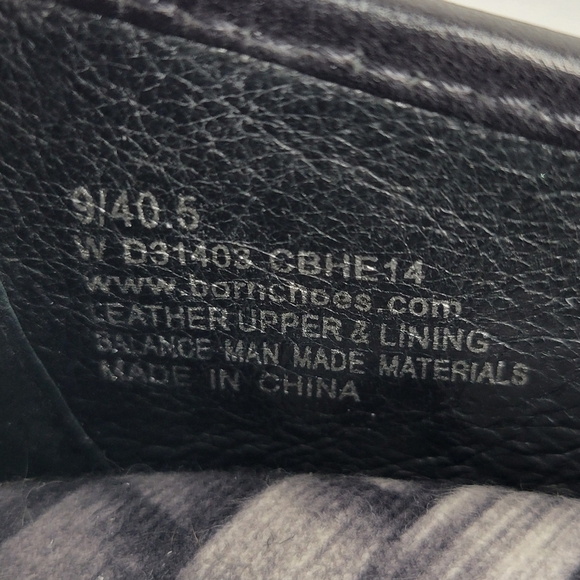 9/40.5
W D31403 CBHE14
www.bornshoes.com
LEATHER UPPER & LINING
BALANCE MAN MADE MATERIALS
MADE IN CHINA